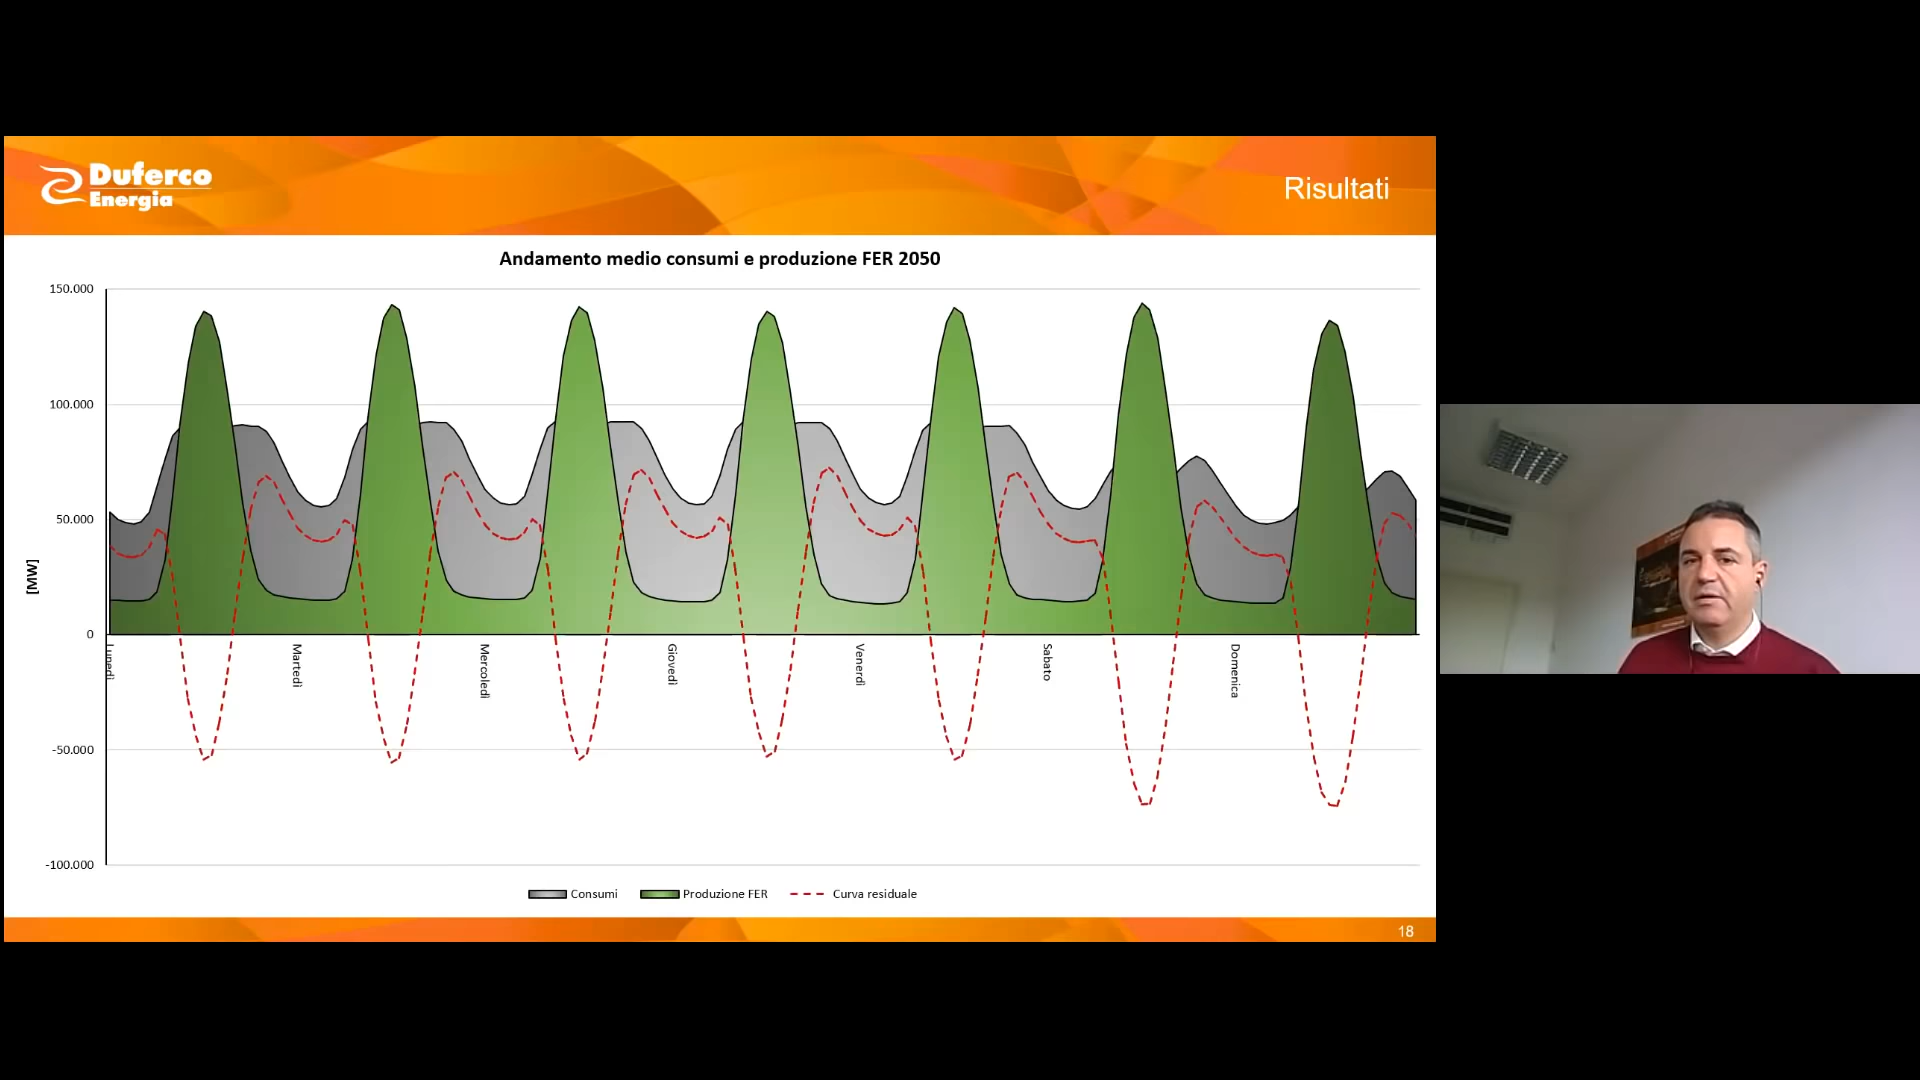 Duferco
Energia
Risultati
Andamento medio consumi e produzione FER 2050
150.000
100.000
50.000
0
-50.000
-100.000
[MW]
Lunedì
Martedì
Mercoledì
Giovedì
Venerdì
Sabato
Domenica
Consumi
Produzione FER
Curva residuale
18